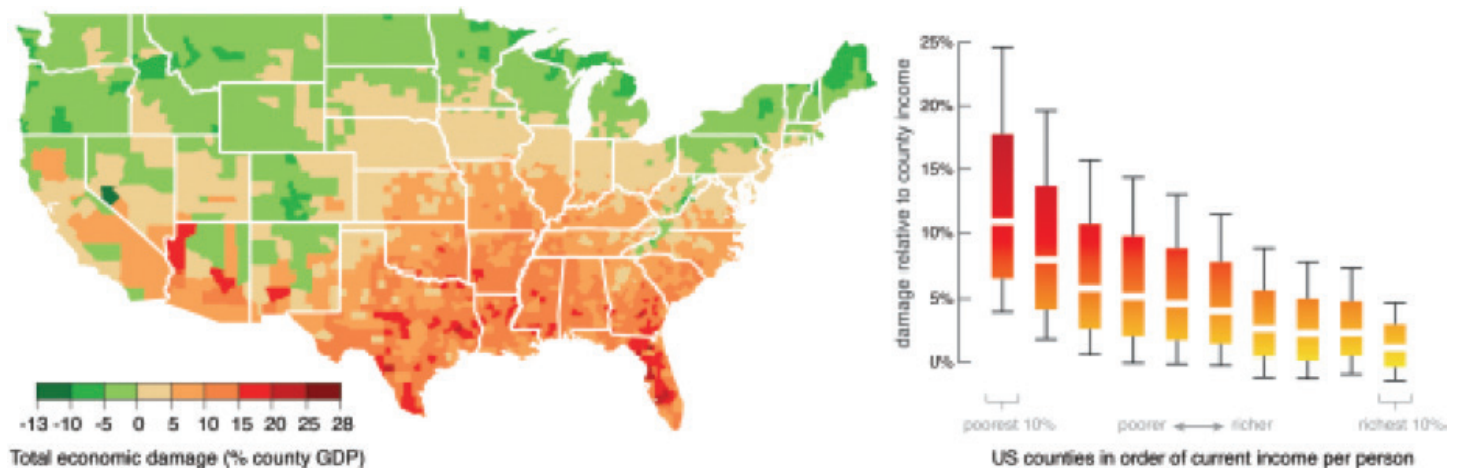 -13 -10 -5 0 5 10 15 20 25 28
Total economic damage (% county GDP)
damage relative to county income
25%
20%
15%
10%
5%
0%
poorest 10%
poorer
richer
richest 10%
US counties in order of current income per person